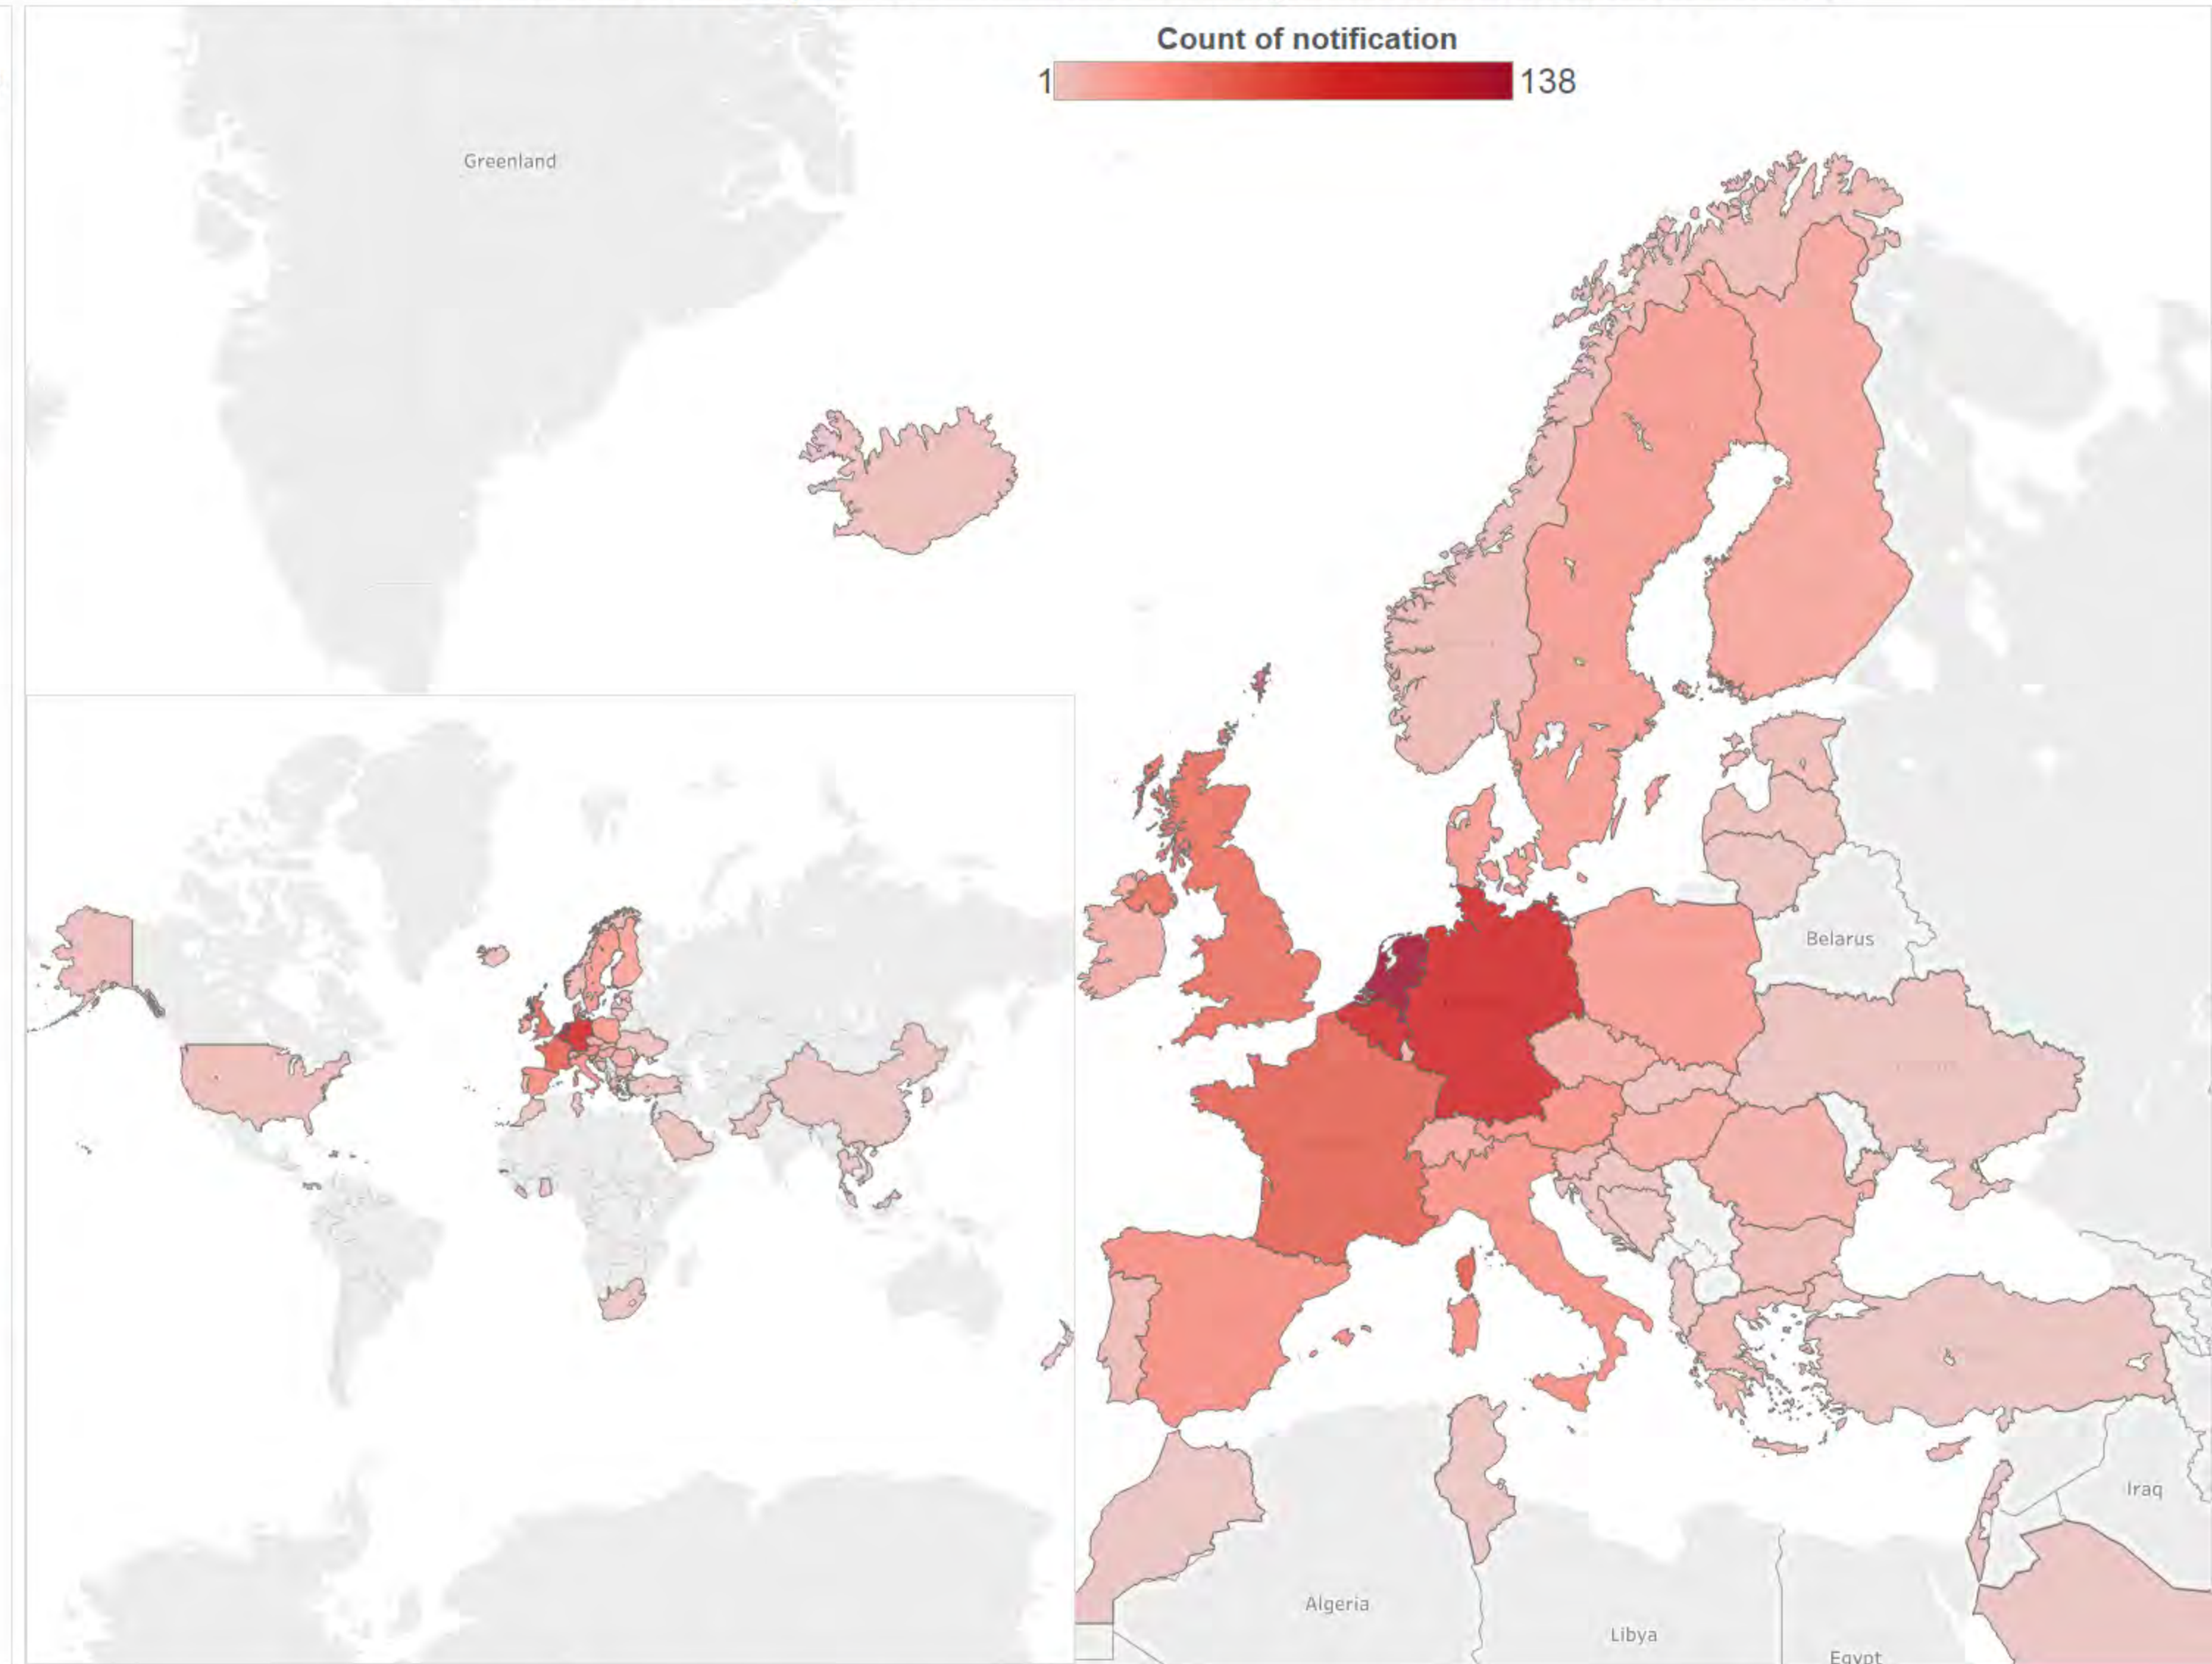 Count of notification
1 138
Greenland
Belarus
Iraq
Algeria
Libya
Egypt